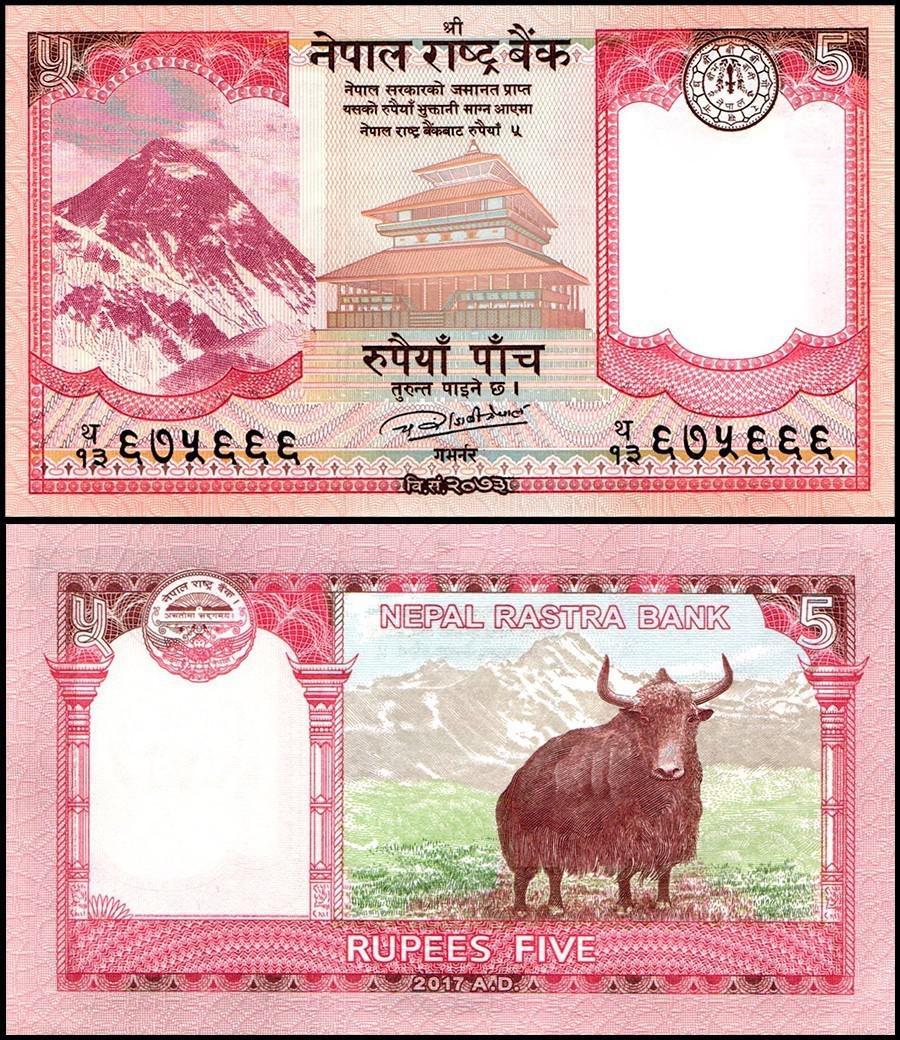 श्री
५
नेपाल राष्ट्र बैंक
5
नेपाल सरकारको जमानत प्राप्त
यसको रुपैयाँ भुक्तानी माग्न आएमा
नेपाल राष्ट्र बैंकबाट रुपैयाँ ५
रुपैयाँ पाँच
तुरुन्त पाइने छ ।
थ
१३ ६७५६६६
थ
१३ ६७५६६६
गभर्नर
वि.सं.२०७३
५
नेपाल राष्ट्र बैंक
NEPAL RASTRA BANK
5
RUPEES FIVE
2017 A.D.